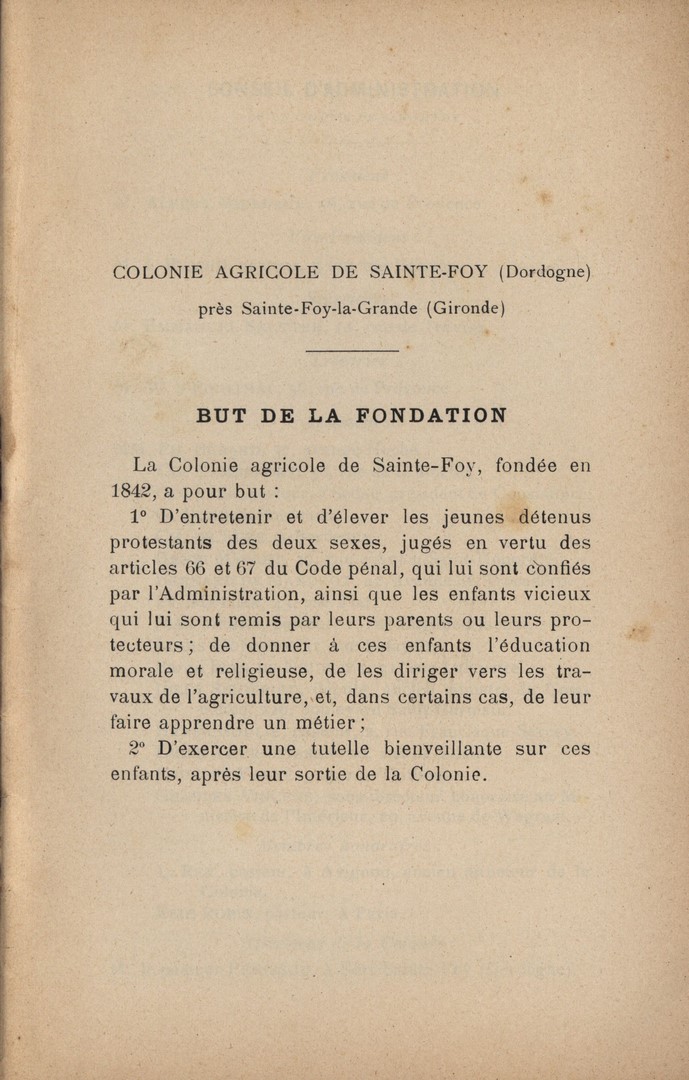 COLONIE AGRICOLE DE SAINTE-FOY (Dordogne)
près Sainte-Foy-la-Grande (Gironde)
BUT DE LA FONDATION
La Colonie agricole de Sainte-Foy, fondée en
1842, a pour but :
1° D'entretenir et d'élever les jeunes détenus
protestants des deux sexes, jugés en vertu des
articles 66 et 67 du Code pénal, qui lui sont confiés
par l'Administration, ainsi que les enfants vicieux
qui lui sont remis par leurs parents ou leurs pro-
tecteurs ; de donner à ces enfants l'éducation
morale et religieuse, de les diriger vers les tra-
vaux de l'agriculture, et, dans certains cas, de leur
faire apprendre un métier ;
2° D'exercer une tutelle bienveillante sur ces
enfants, après leur sortie de la Colonie.